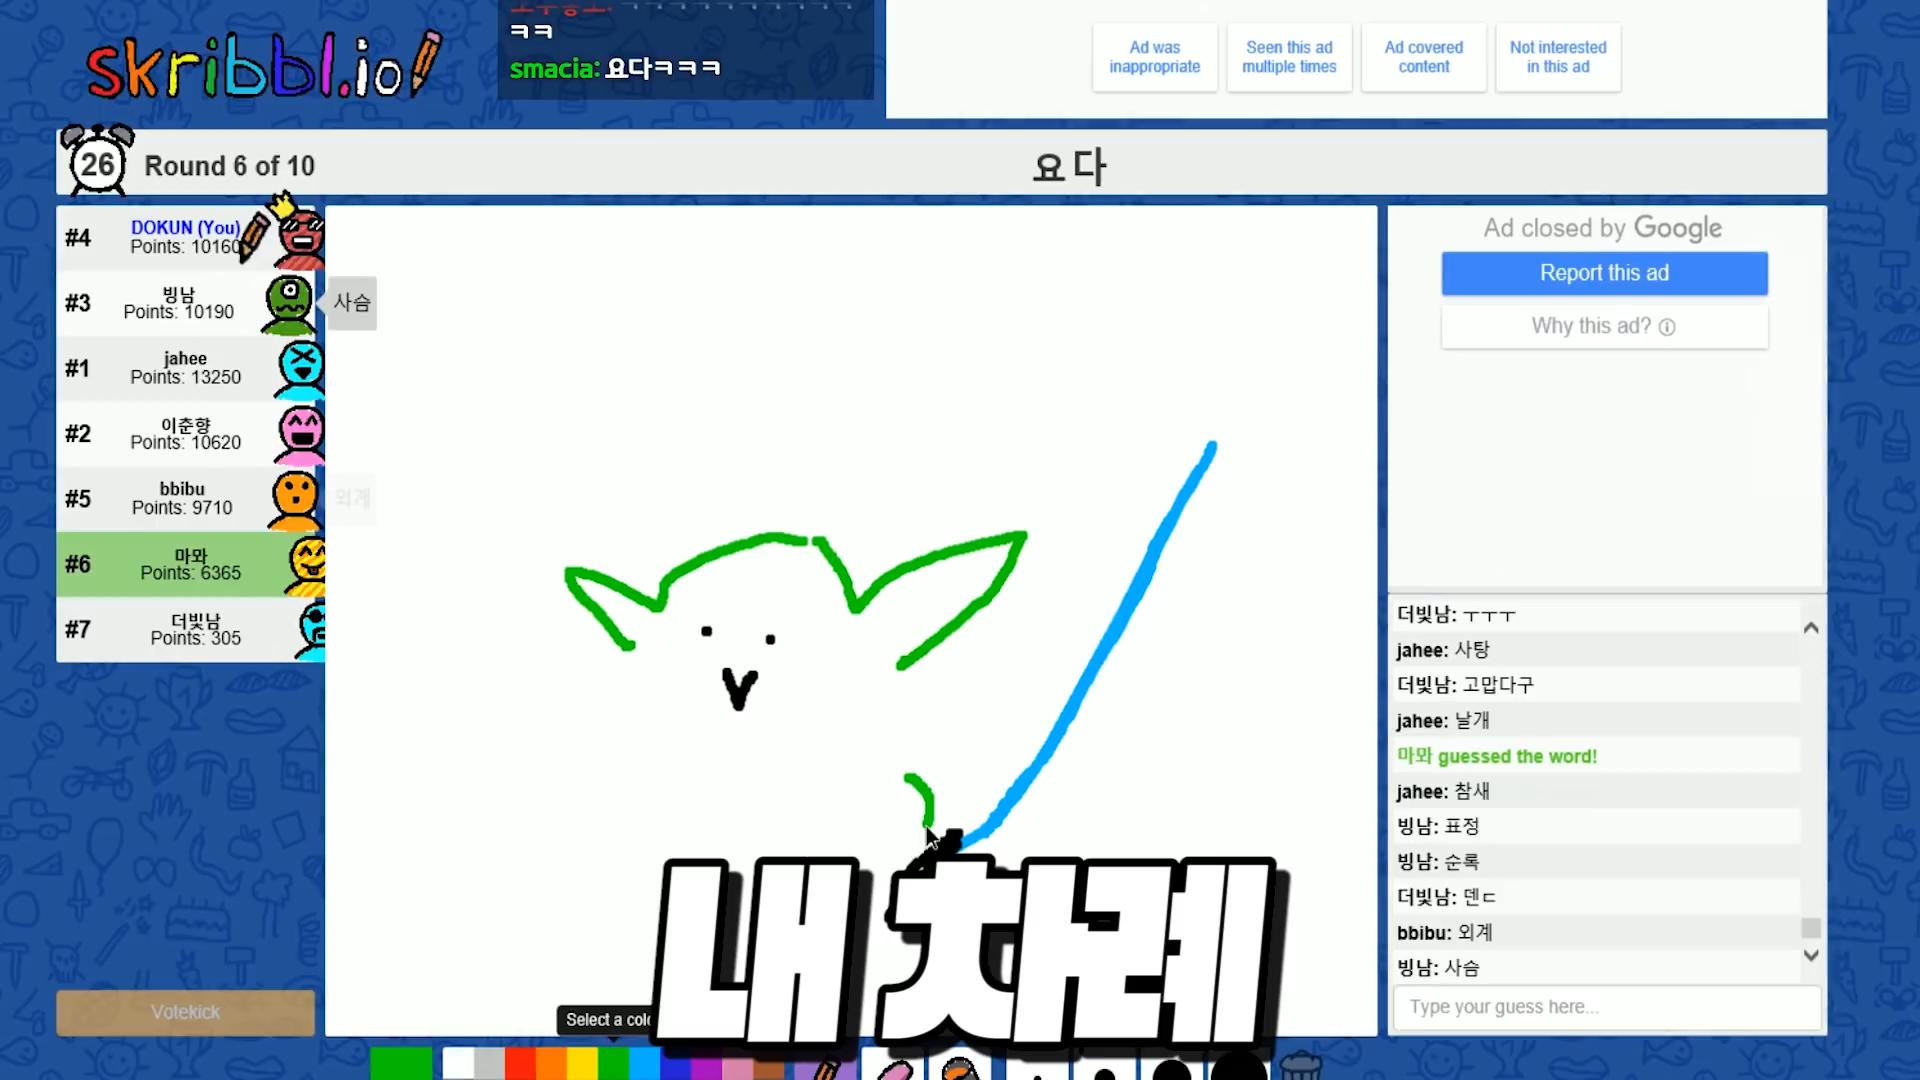 skribbl.io
ㅋㅋ
smacia: 요다ㅋㅋㅋ
Ad was inappropriate
Seen this ad multiple times
Ad covered content
Not interested in this ad
26
Round 6 of 10
요다
#4
DOKUN (You)
Points: 10160
#3
빙남
Points: 10190
사슴
#1
jahee
Points: 13250
#2
이춘향
Points: 10620
#5
bbibu
Points: 9710
외계
#6
마와
Points: 6365
#7
더빛남
Points: 305
Votekick
Ad closed by Google
Report this ad
Why this ad?
더빛남: ㅜㅜㅜ
jahee: 사탕
더빛남: 고맙다구
jahee: 날개
마와 guessed the word!
jahee: 참새
빙남: 표정
빙남: 순록
더빛남: 덴ㄷ
bbibu: 외계
빙남: 사슴
Type your guess here...
내 차례
Select a colo